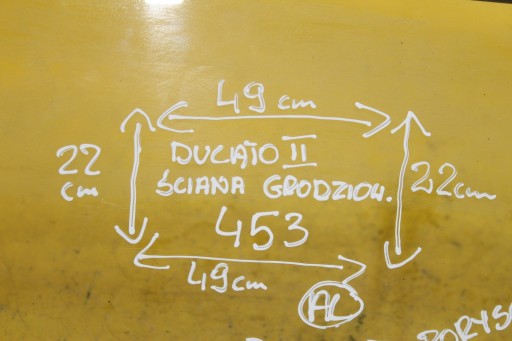 49 cm
22 cm
DUCATO II
ŚCIANA GRODZIOW.
22cm
453
49cm
AL